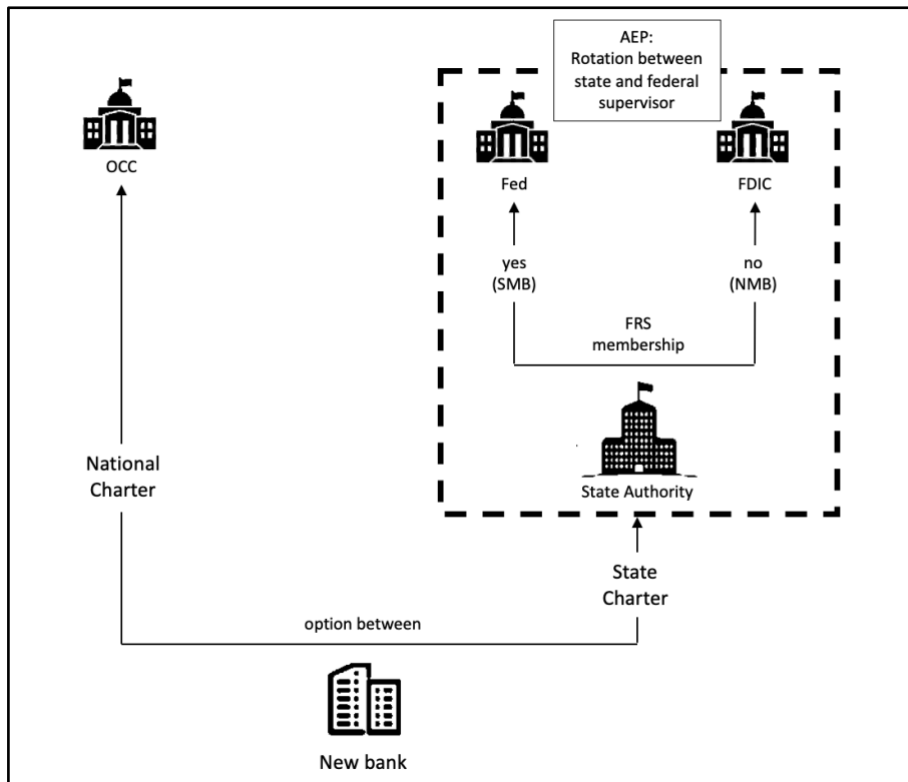 AEP:
Rotation between
state and federal
supervisor
OCC
Fed
FDIC
yes
(SMB)
no
(NMB)
FRS
membership
State Authority
National
Charter
State
Charter
option between
New bank